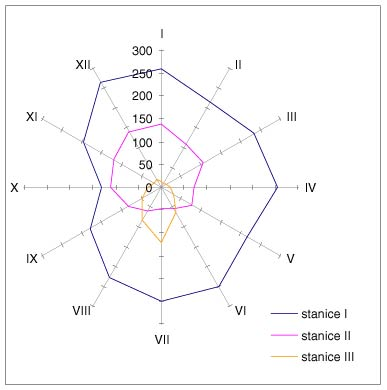 I
300
XII
II
250
200
150
XI
III
100
50
X
0
IV
IX
V
VIII
VI
VII
stanice I
stanice II
stanice III